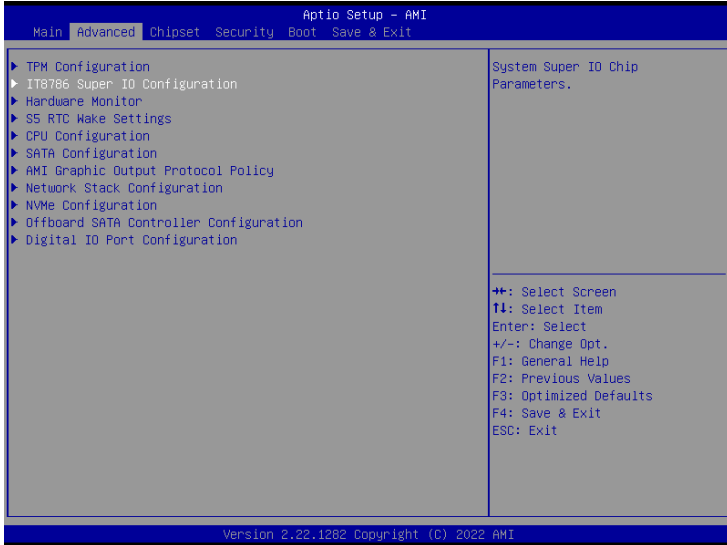 Aptio Setup – AMI
Main Advanced Chipset Security Boot Save & Exit
▶ TPM Configuration
▶ IT8786 Super IO Configuration
▶ Hardware Monitor
▶ S5 RTC Wake Settings
▶ CPU Configuration
▶ SATA Configuration
▶ AMI Graphic Output Protocol Policy
▶ Network Stack Configuration
▶ NVMe Configuration
▶ Offboard SATA Controller Configuration
▶ Digital IO Port Configuration
System Super IO Chip
Parameters.
→←: Select Screen
↑↓: Select Item
Enter: Select
+/-: Change Opt.
F1: General Help
F2: Previous Values
F3: Optimized Defaults
F4: Save & Exit
ESC: Exit
Version 2.22.1282 Copyright (C) 2022 AMI